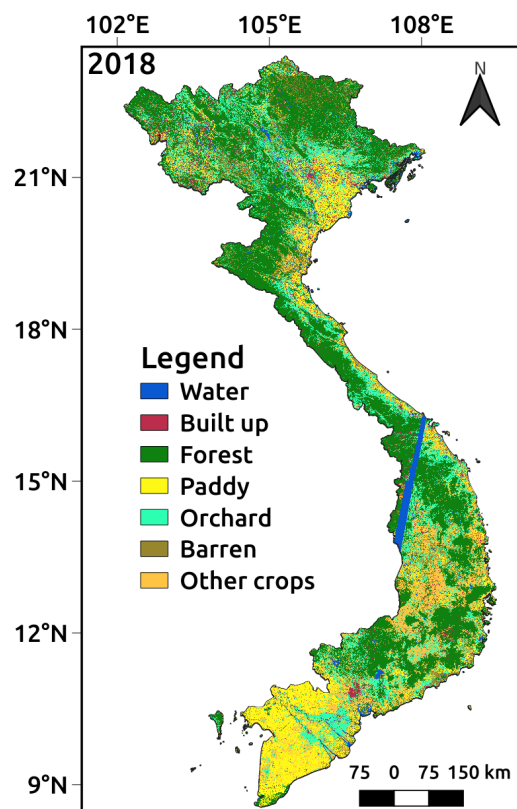 102°E 105°E 108°E
2018
N
21°N
18°N
Legend
Water
Built up
Forest
Paddy
15°N
Orchard
Barren
Other crops
12°N
75 0 75 150 km
9°N